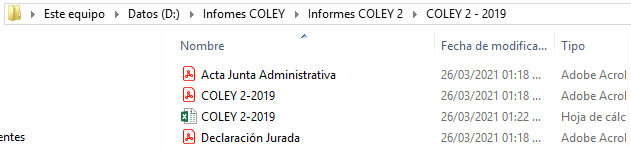 Este equipo Datos (D:) Infomes COLEY Informes COLEY 2 COLEY 2 - 2019
Nombre Fecha de modifica... Tipo
Acta Junta Administrativa 26/03/2021 01:18 ... Adobe Acrol
COLEY 2-2019 26/03/2021 01:18 ... Adobe Acrol
COLEY 2-2019 26/03/2021 01:22 ... Hoja de cálc
entes Declaración Jurada 26/03/2021 01:18 ... Adobe Acrol